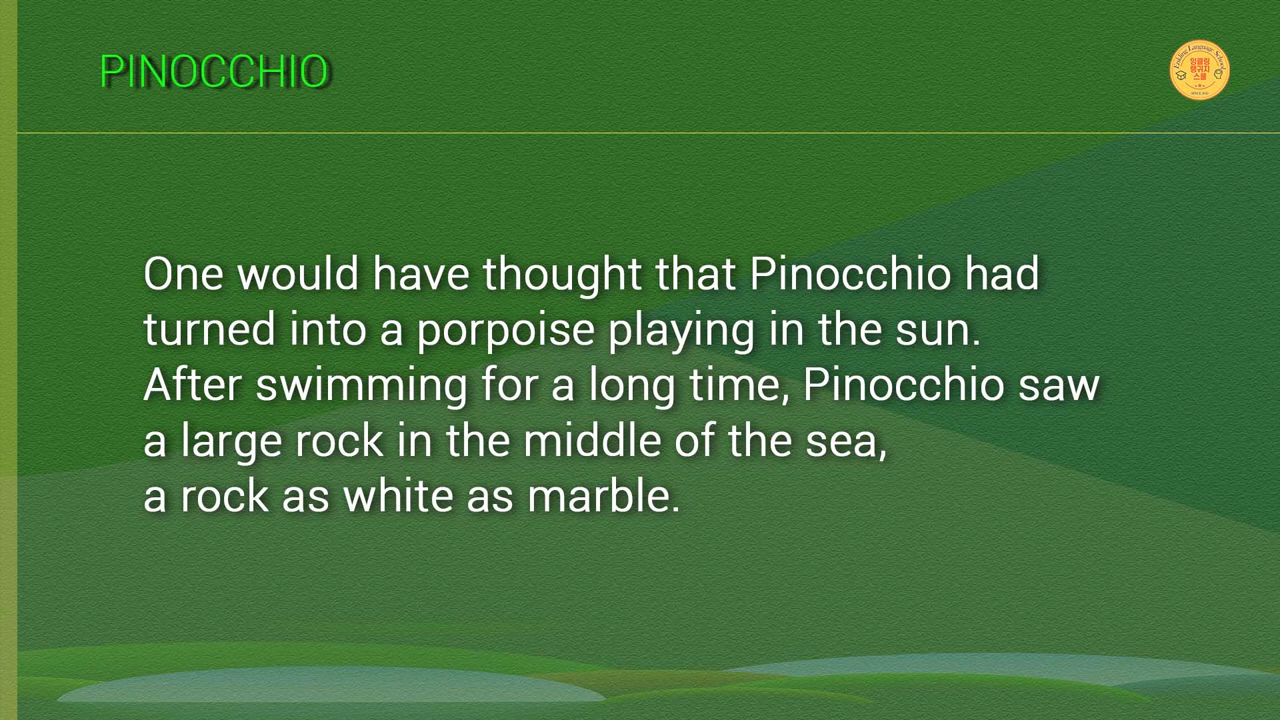 PINOCCHIO
One would have thought that Pinocchio had
turned into a porpoise playing in the sun.
After swimming for a long time, Pinocchio saw
a large rock in the middle of the sea,
a rock as white as marble.